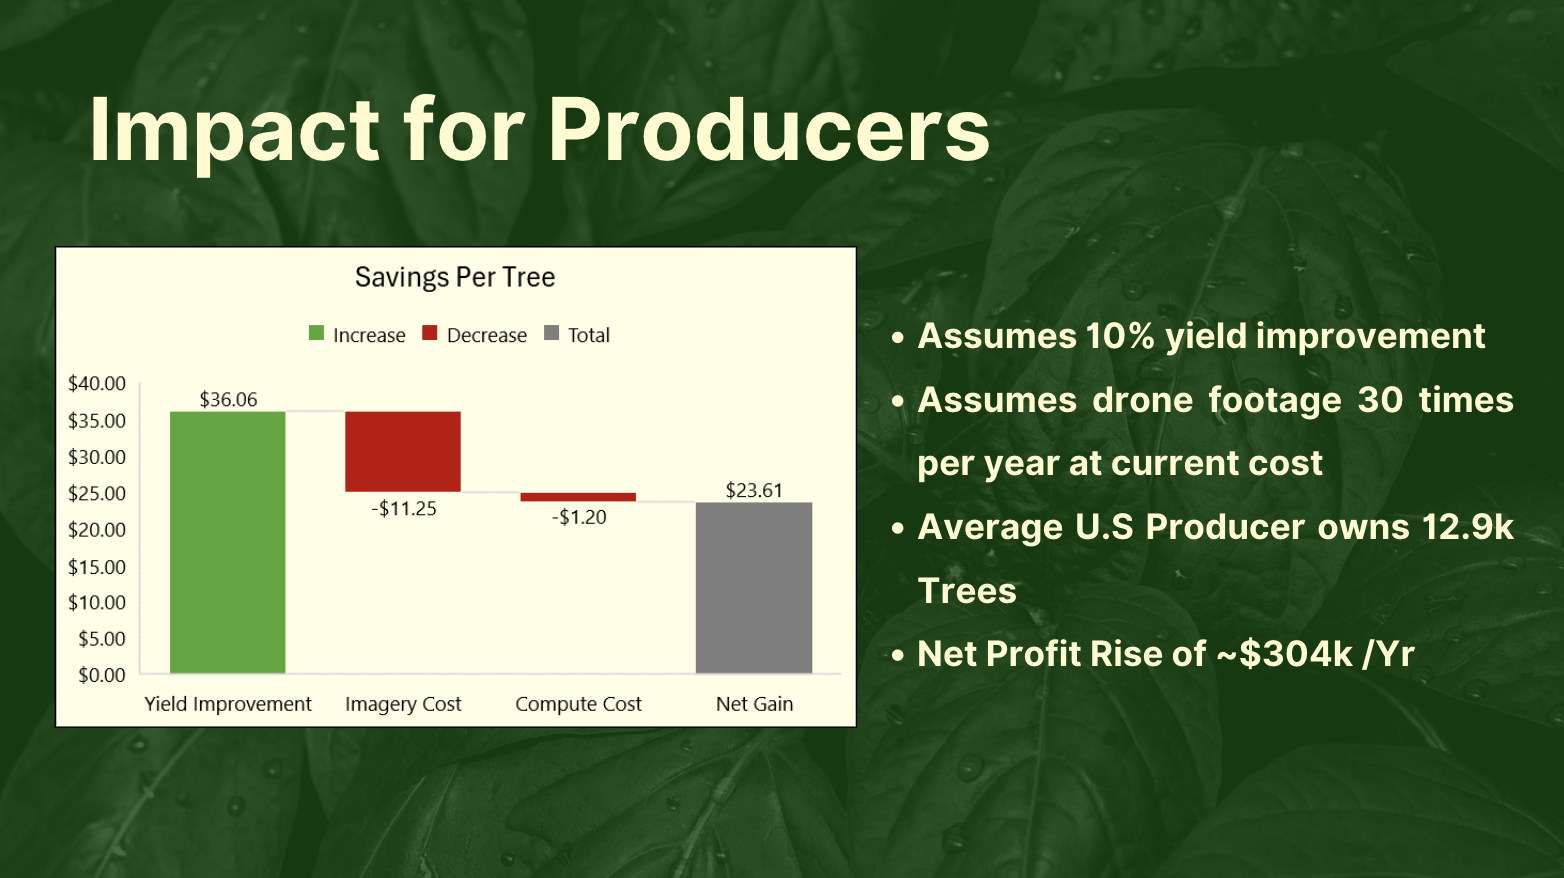 Impact for Producers
Savings Per Tree
Increase Decrease Total
$40.00
$35.00
$30.00
$25.00
$20.00
$15.00
$10.00
$5.00
$0.00
$36.06
-$11.25
-$1.20
$23.61
Yield Improvement Imagery Cost Compute Cost Net Gain
• Assumes 10% yield improvement
• Assumes drone footage 30 times
per year at current cost
• Average U.S Producer owns 12.9k
Trees
• Net Profit Rise of ~$304k /Yr